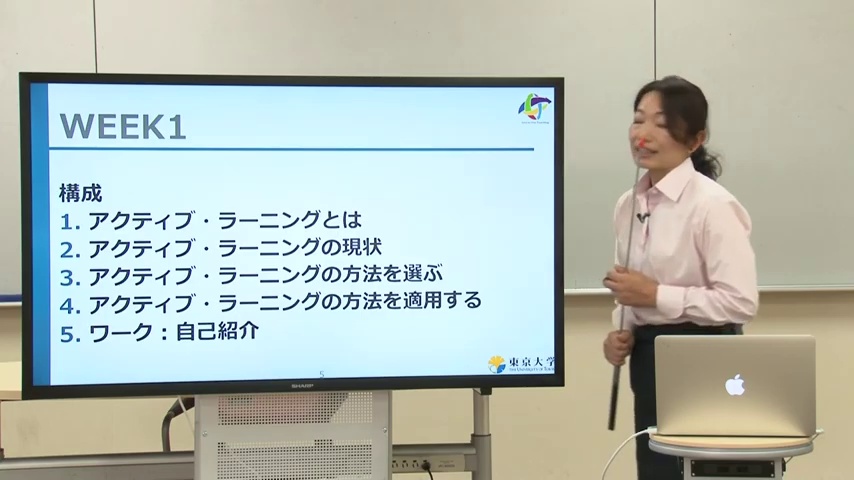 WEEK1
構成
1. アクティブ・ラーニングとは
2. アクティブ・ラーニングの現状
3. アクティブ・ラーニングの方法を選ぶ
4. アクティブ・ラーニングの方法を適用する
5. ワーク：自己紹介
5
東京大学
SHARP